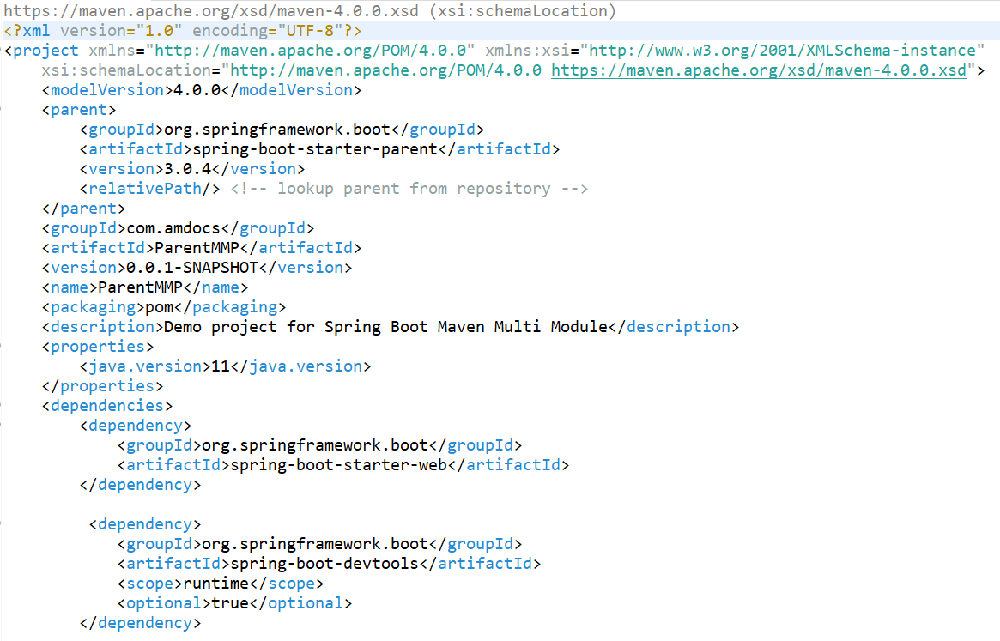 https://maven.apache.org/xsd/maven-4.0.0.xsd (xsi:schemaLocation)
<?xml version="1.0" encoding="UTF-8"?>
<project xmlns="http://maven.apache.org/POM/4.0.0" xmlns:xsi="http://www.w3.org/2001/XMLSchema-instance"
    xsi:schemaLocation="http://maven.apache.org/POM/4.0.0 https://maven.apache.org/xsd/maven-4.0.0.xsd">
    <modelVersion>4.0.0</modelVersion>
    <parent>
        <groupId>org.springframework.boot</groupId>
        <artifactId>spring-boot-starter-parent</artifactId>
        <version>3.0.4</version>
        <relativePath/> <!-- lookup parent from repository -->
    </parent>
    <groupId>com.amdocs</groupId>
    <artifactId>ParentMMP</artifactId>
    <version>0.0.1-SNAPSHOT</version>
    <name>ParentMMP</name>
    <packaging>pom</packaging>
    <description>Demo project for Spring Boot Maven Multi Module</description>
    <properties>
        <java.version>11</java.version>
    </properties>
    <dependencies>
        <dependency>
            <groupId>org.springframework.boot</groupId>
            <artifactId>spring-boot-starter-web</artifactId>
        </dependency>

         <dependency>
            <groupId>org.springframework.boot</groupId>
            <artifactId>spring-boot-devtools</artifactId>
            <scope>runtime</scope>
            <optional>true</optional>
        </dependency>